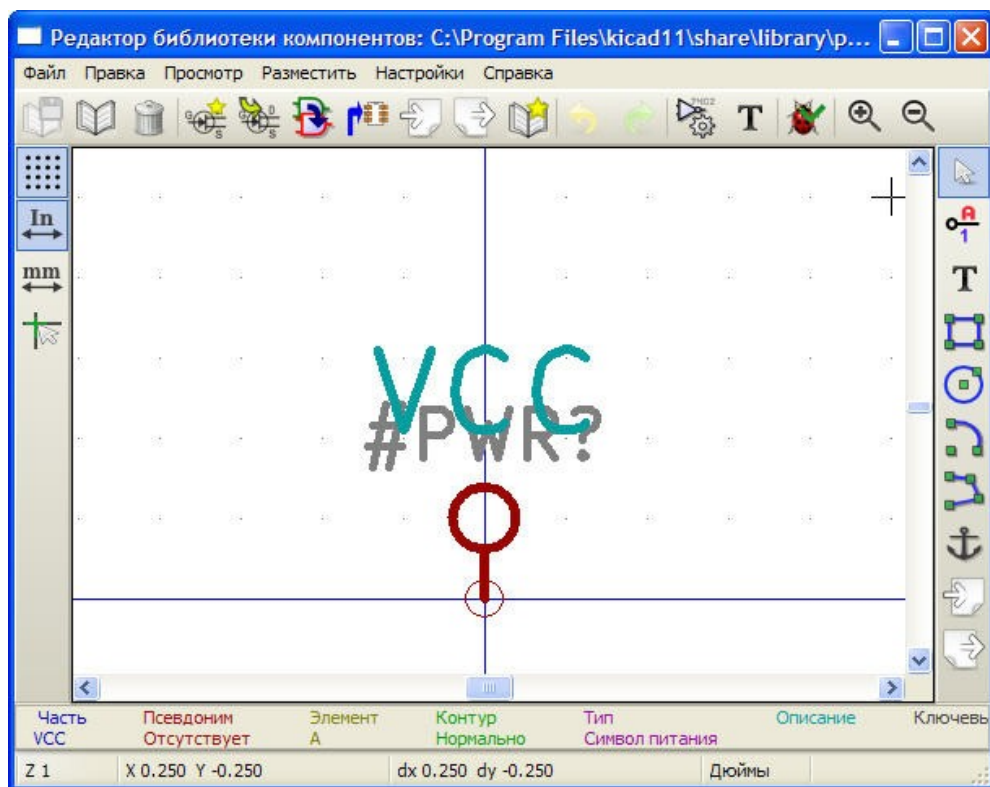 Редактор библиотеки компонентов: C:\Program Files\kicad11\share\library\p...
Файл Правка Просмотр Разместить Настройки Справка
T
In
mm
A
1
T
VCC
#PWR?
Часть Псевдоним Элемент Контур Тип Описание Ключевы
VCC Отсутствует A Нормально Символ питания
Z 1 X 0.250 Y -0.250 dx 0.250 dy -0.250 Дюймы